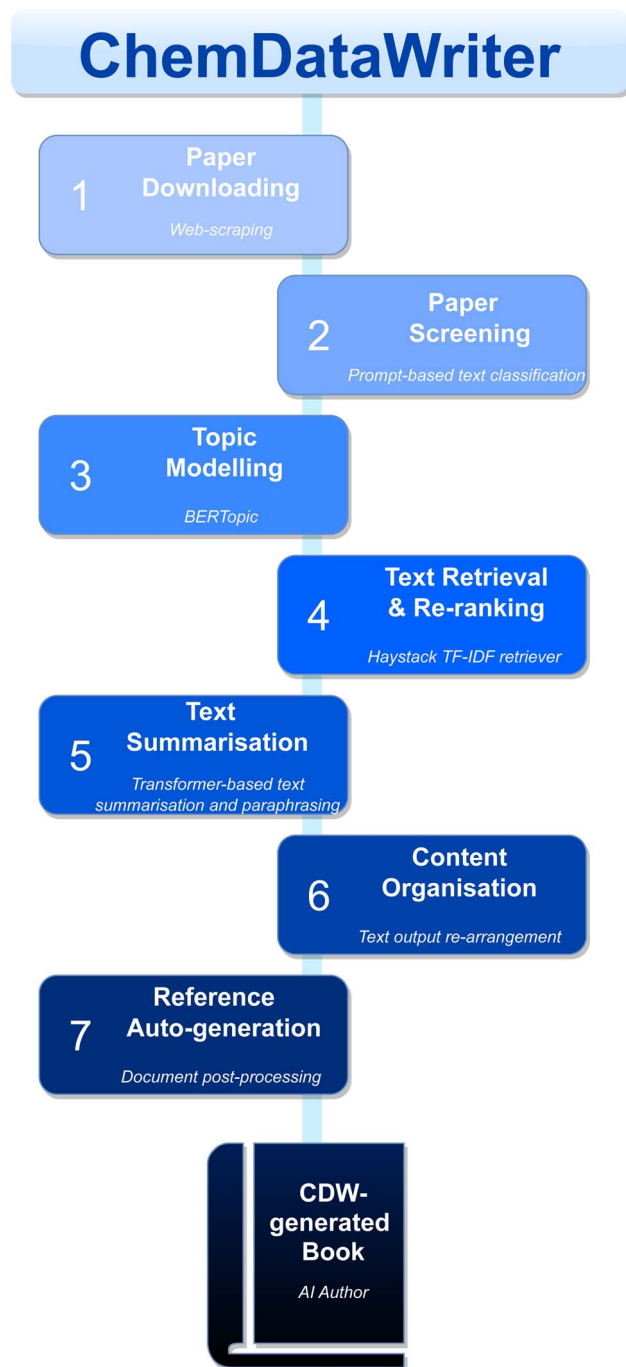 ChemDataWriter
1
Paper
Downloading
Web-scraping
2
Paper
Screening
Prompt-based text classification
3
Topic
Modelling
BERTopic
4
Text Retrieval
& Re-ranking
Haystack TF-IDF retriever
5
Text
Summarisation
Transformer-based text
summarisation and paraphrasing
6
Content
Organisation
Text output re-arrangement
7
Reference
Auto-generation
Document post-processing
CDW-
generated
Book
AI Author